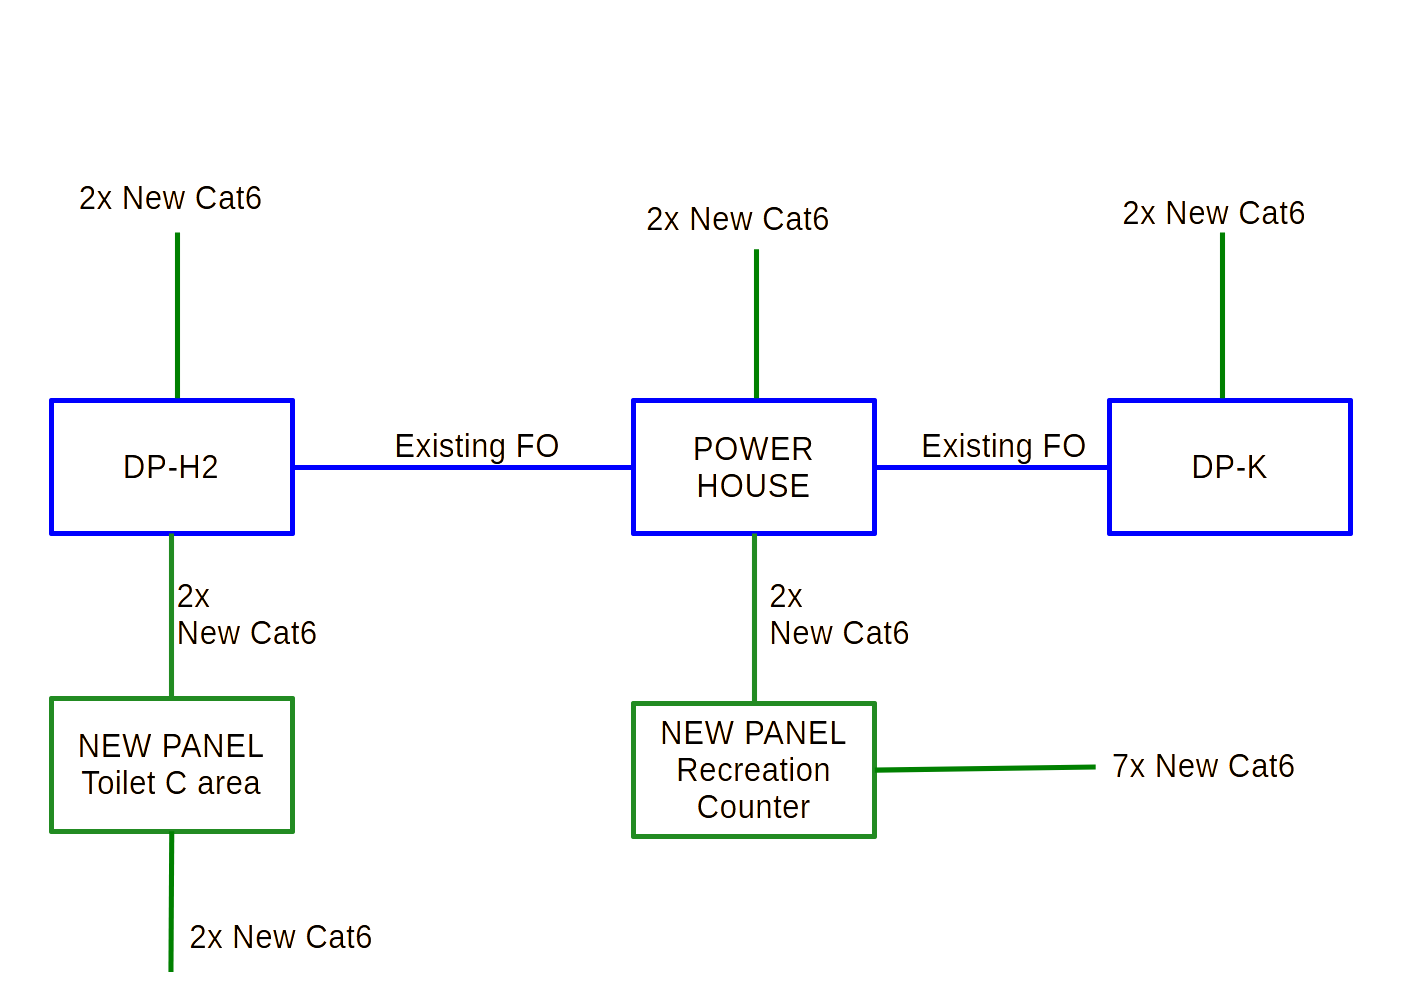 2x New Cat6
2x New Cat6
2x New Cat6
DP-H2
Existing FO
POWER
HOUSE
Existing FO
DP-K
2x
New Cat6
2x
New Cat6
NEW PANEL
Toilet C area
NEW PANEL
Recreation
Counter
7x New Cat6
2x New Cat6